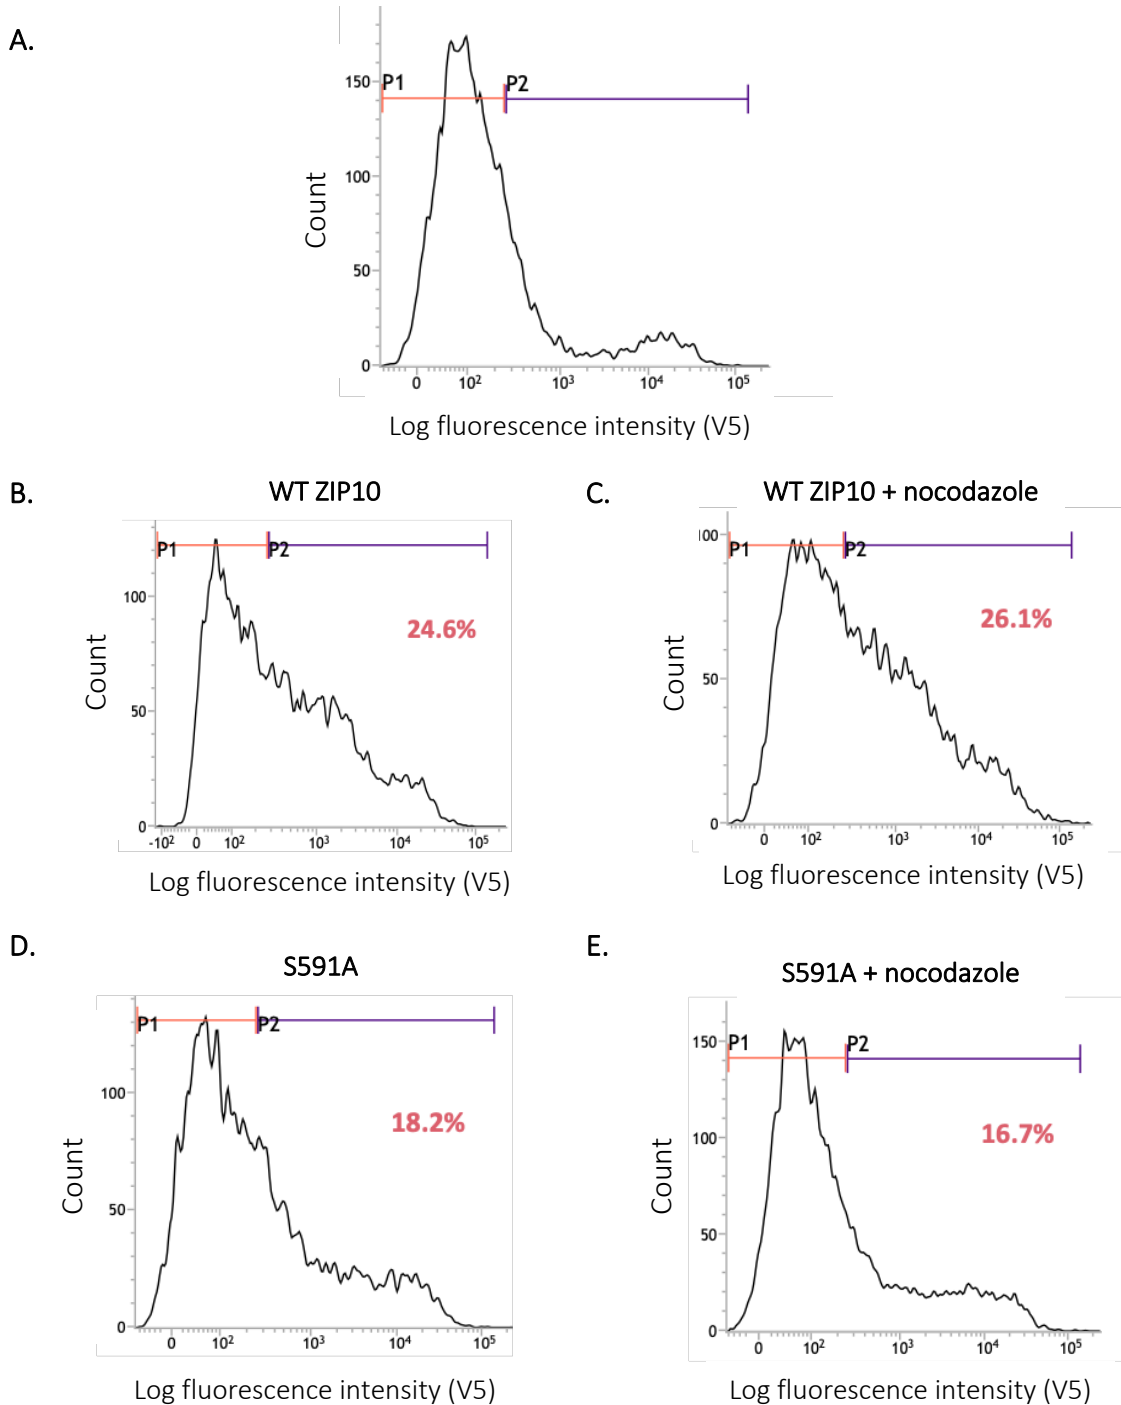 A.
P1
P2
150
100
50
0
Count
0 10² 10³ 10⁴ 10⁵
Log fluorescence intensity (V5)
B.
WT ZIP10
P1
P2
24.6%
100
50
0
Count
-10² 0 10² 10³ 10⁴ 10⁵
Log fluorescence intensity (V5)
C.
WT ZIP10 + nocodazole
P1
P2
26.1%
100
50
0
Count
0 10² 10³ 10⁴ 10⁵
Log fluorescence intensity (V5)
D.
S591A
P1
P2
18.2%
100
50
0
Count
0 10² 10³ 10⁴ 10⁵
Log fluorescence intensity (V5)
E.
S591A + nocodazole
P1
P2
16.7%
150
100
50
0
Count
0 10² 10³ 10⁴ 10⁵
Log fluorescence intensity (V5)